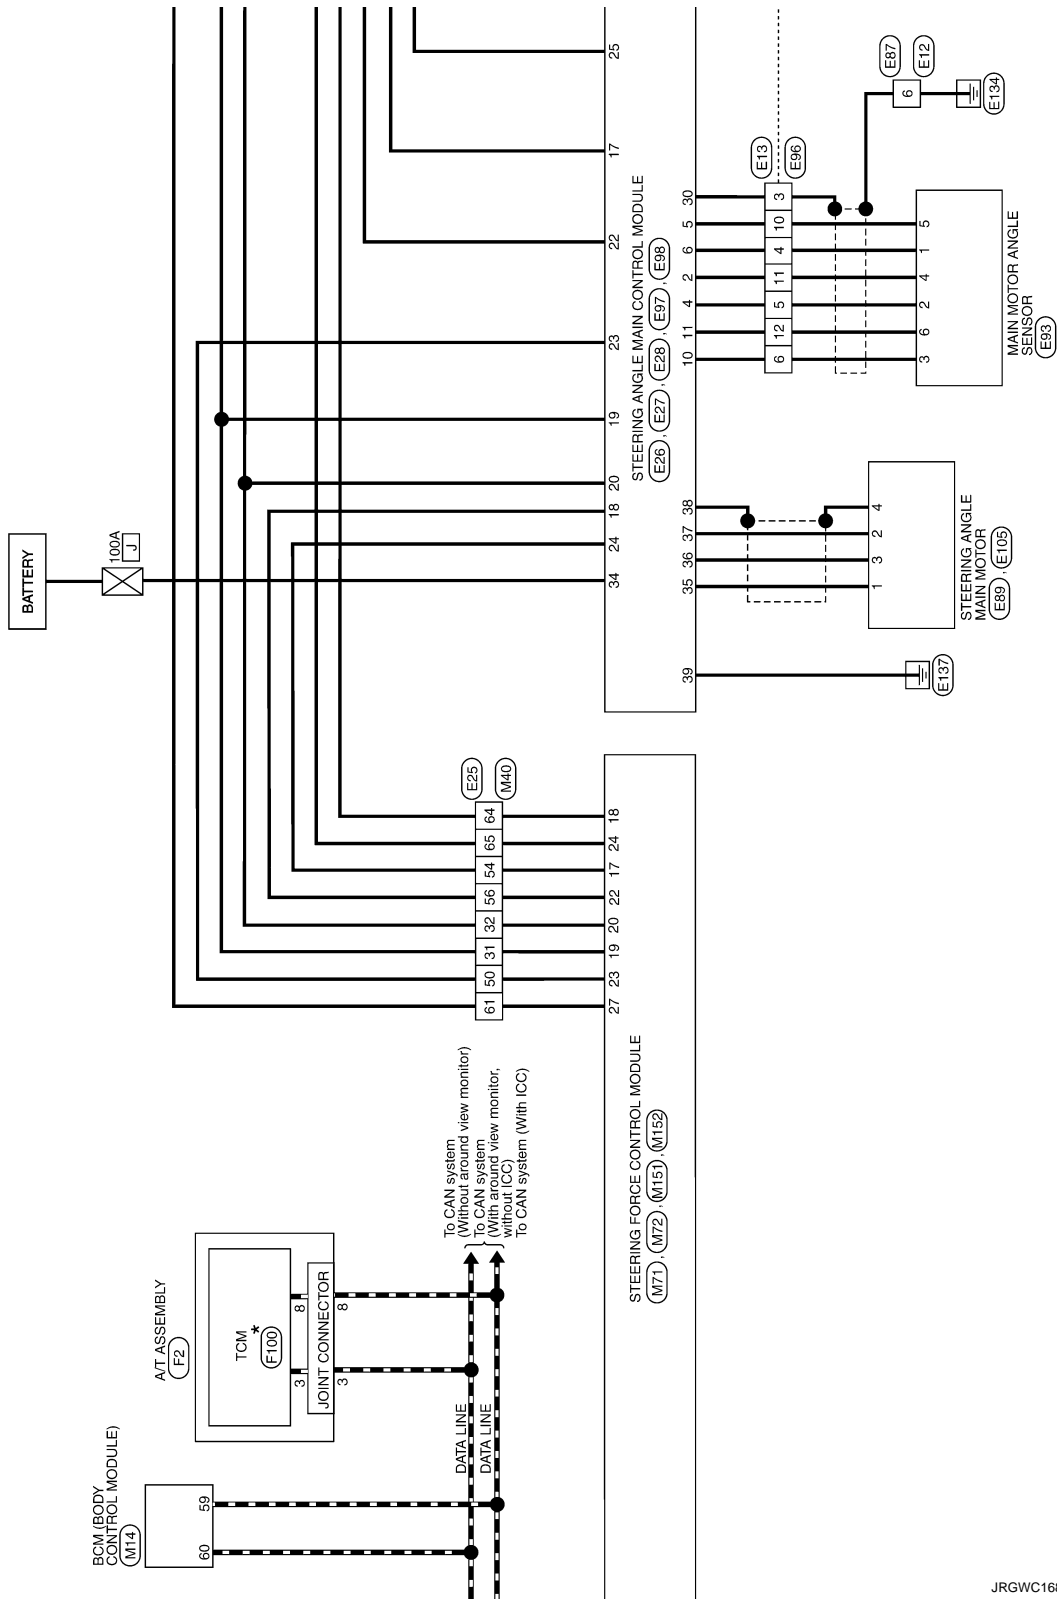 BATTERY
100A
J
25
17
22
23
19
20
18
24
34
STEERING ANGLE MAIN CONTROL MODULE
E26 , E27 , E28 , E97 , E98
30
5
6
2
4
11
10
E13
E96
3
10
4
11
5
12
6
E87
E12
6
E134
5
1
4
2
6
3
MAIN MOTOR ANGLE
SENSOR
E93
38
37
36
35
4
2
3
1
STEERING ANGLE
MAIN MOTOR
E89 , E105
39
E137
E25
M40
64
65
54
56
32
31
50
61
18
24
17
22
20
19
23
27
STEERING FORCE CONTROL MODULE
M71 , M72 , M151 , M152
To CAN system
(Without around view monitor)
To CAN system
(With around view monitor,
without ICC)
To CAN system (With ICC)
A/T ASSEMBLY
F2
TCM
*
F100
8
3
JOINT CONNECTOR
8
3
DATA LINE
DATA LINE
BCM (BODY
CONTROL MODULE)
M14
59
60